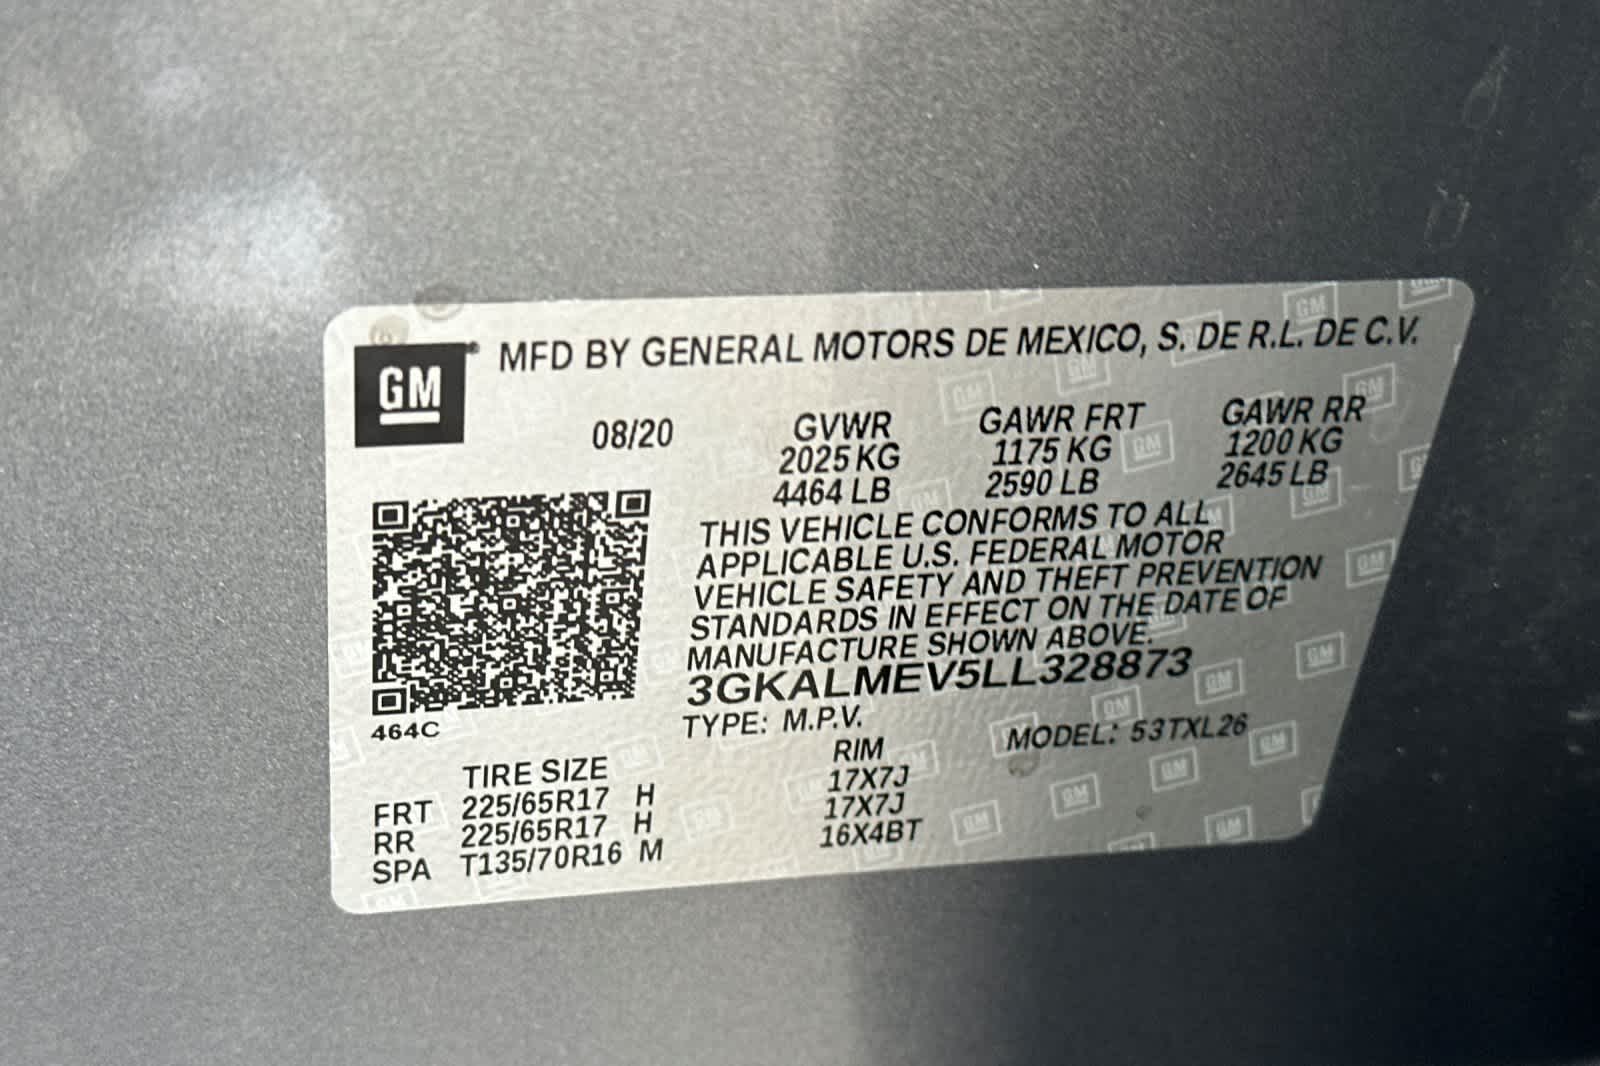 GM
MFD BY GENERAL MOTORS DE MEXICO, S. DE R.L. DE C.V.
08/20 GVWR GAWR FRT GAWR RR
2025 KG 1175 KG 1200 KG
4464 LB 2590 LB 2645 LB
THIS VEHICLE CONFORMS TO ALL
APPLICABLE U.S. FEDERAL MOTOR
VEHICLE SAFETY AND THEFT PREVENTION
STANDARDS IN EFFECT ON THE DATE OF
MANUFACTURE SHOWN ABOVE.
3GKALMEV5LL328873
464C
TYPE: M.P.V. MODEL: 53TXL26
TIRE SIZE RIM
FRT 225/65R17 H 17X7J
RR 225/65R17 H 17X7J
SPA T135/70R16 M 16X4BT